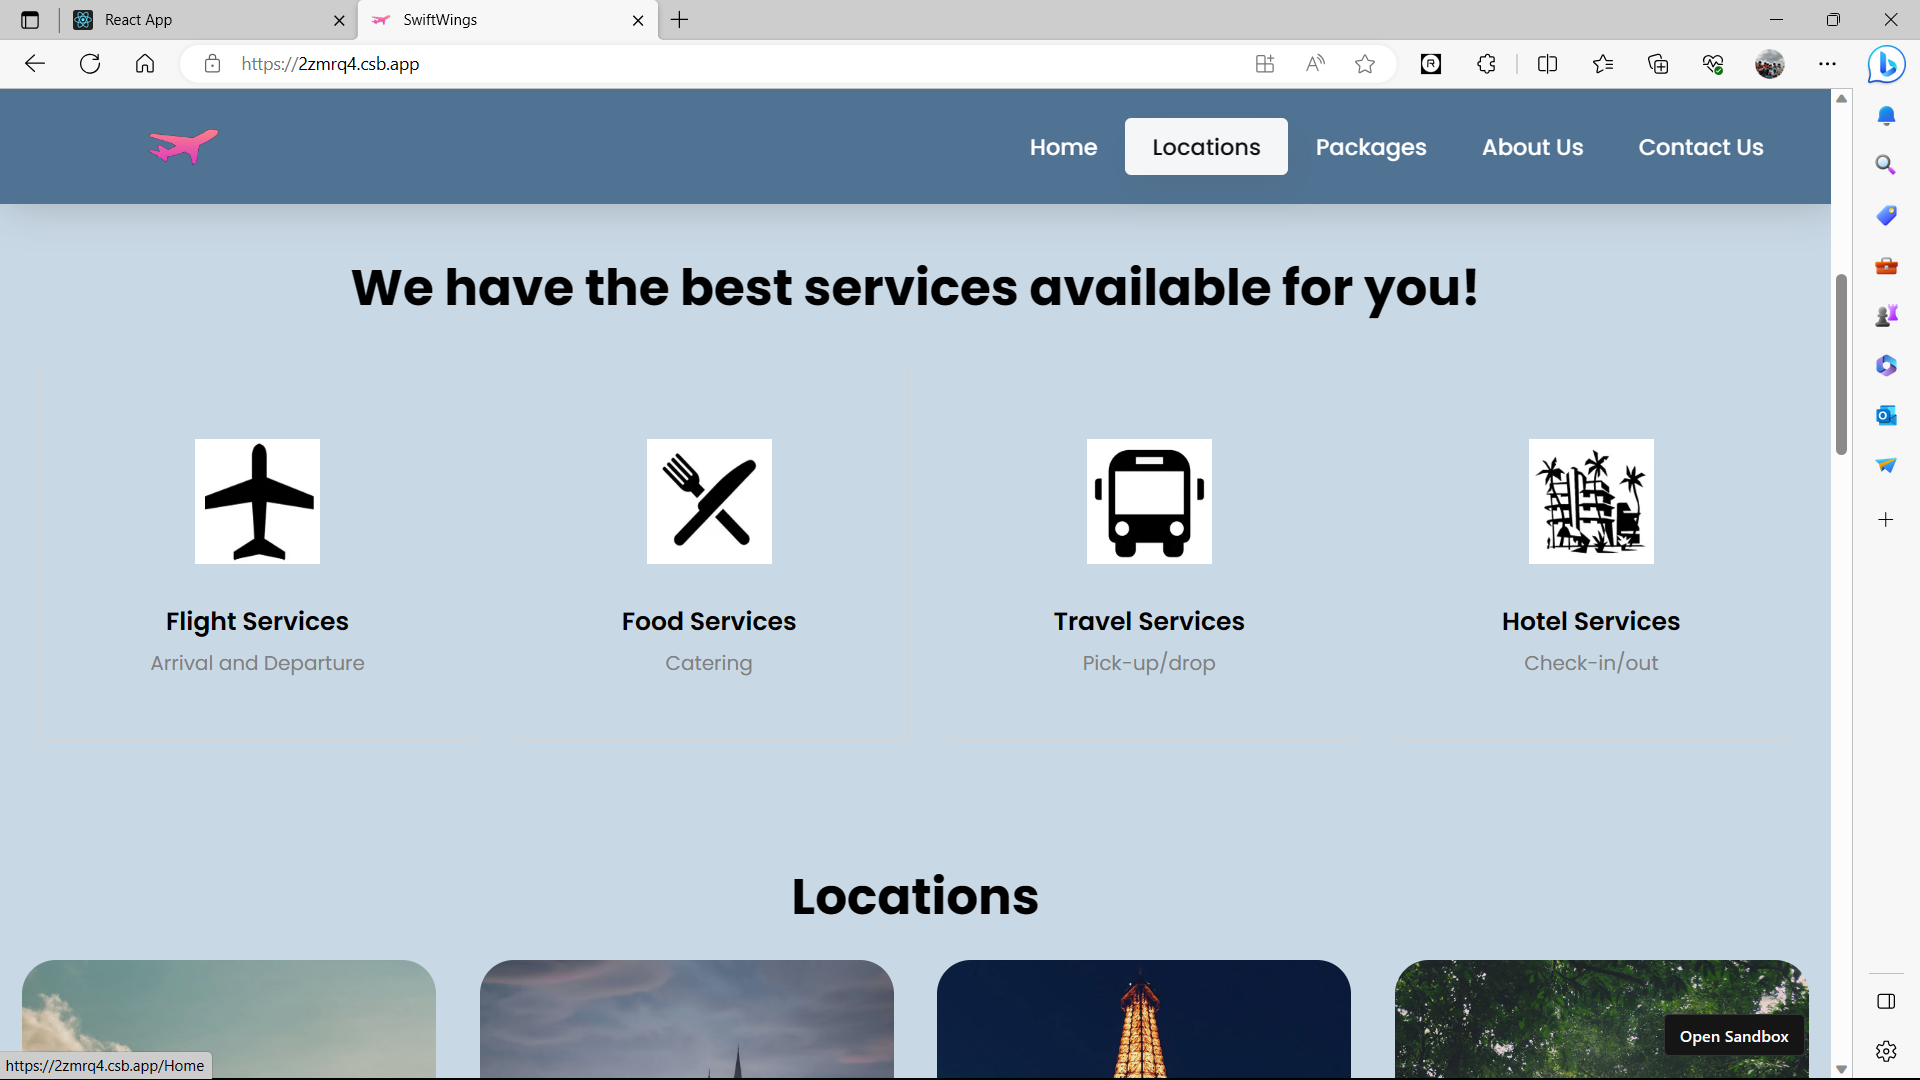 React App
SwiftWings
https://2zmrq4.csb.app
Home
Locations
Packages
About Us
Contact Us
We have the best services available for you!
Flight Services
Food Services
Travel Services
Hotel Services
Arrival and Departure
Catering
Pick-up/drop
Check-in/out
Locations
Open Sandbox
https://2zmrq4.csb.app/Home